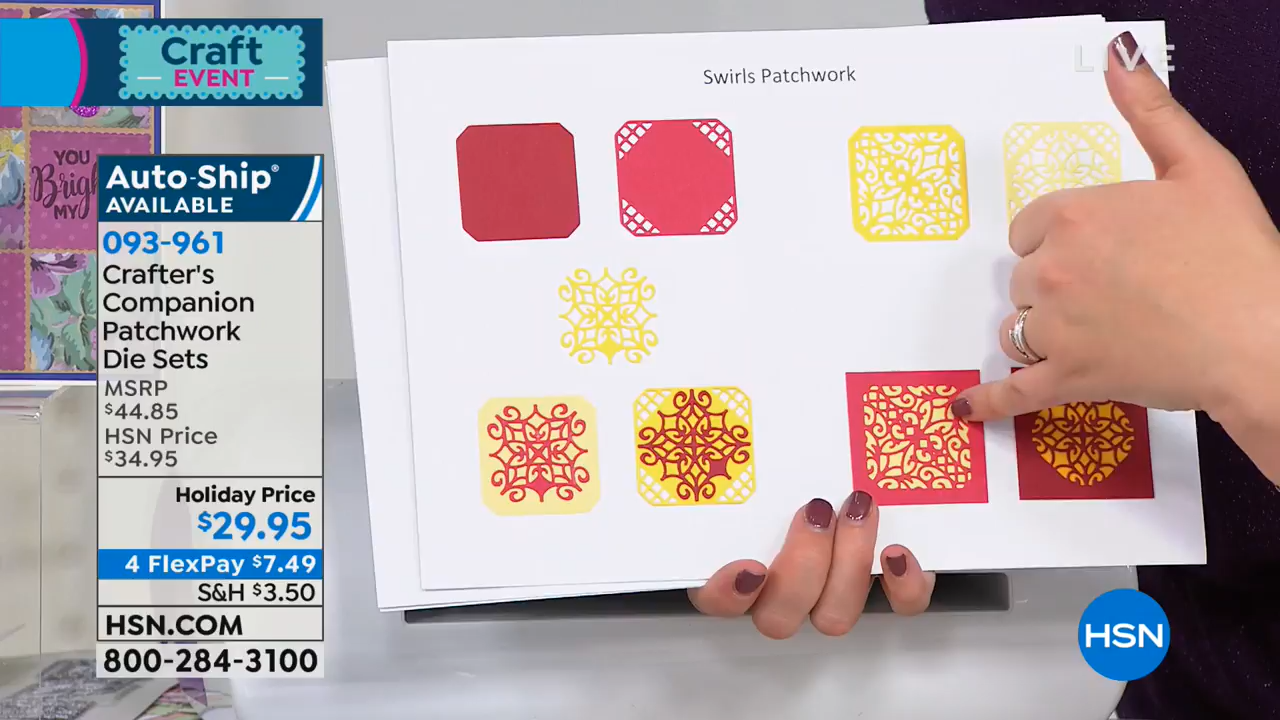 Craft
EVENT
LIVE
Swirls Patchwork
YOU
MY
Auto-Ship®
AVAILABLE
093-961
Crafter's
Companion
Patchwork
Die Sets
MSRP
$44.85
HSN Price
$34.95
Holiday Price
$29.95
4 FlexPay $7.49
S&H $3.50
HSN.COM
800-284-3100
HSN